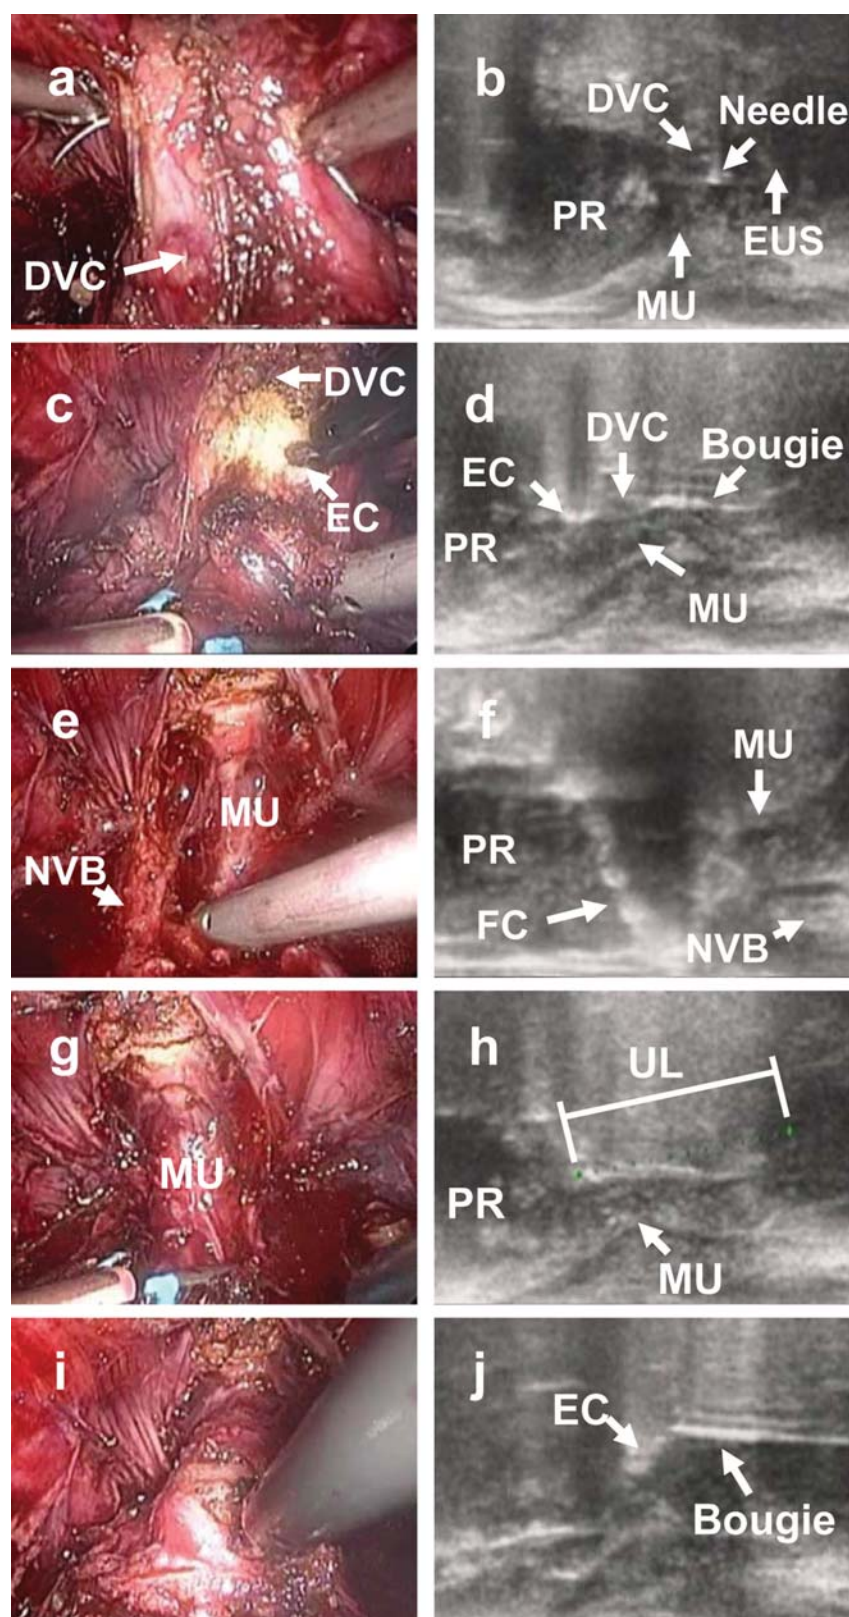 a
DVC
b
DVC
Needle
PR
EUS
MU
c
DVC
EC
d
DVC
Bougie
EC
PR
MU
e
MU
NVB
f
MU
PR
FC
NVB
g
MU
h
UL
PR
MU
i
j
EC
Bougie